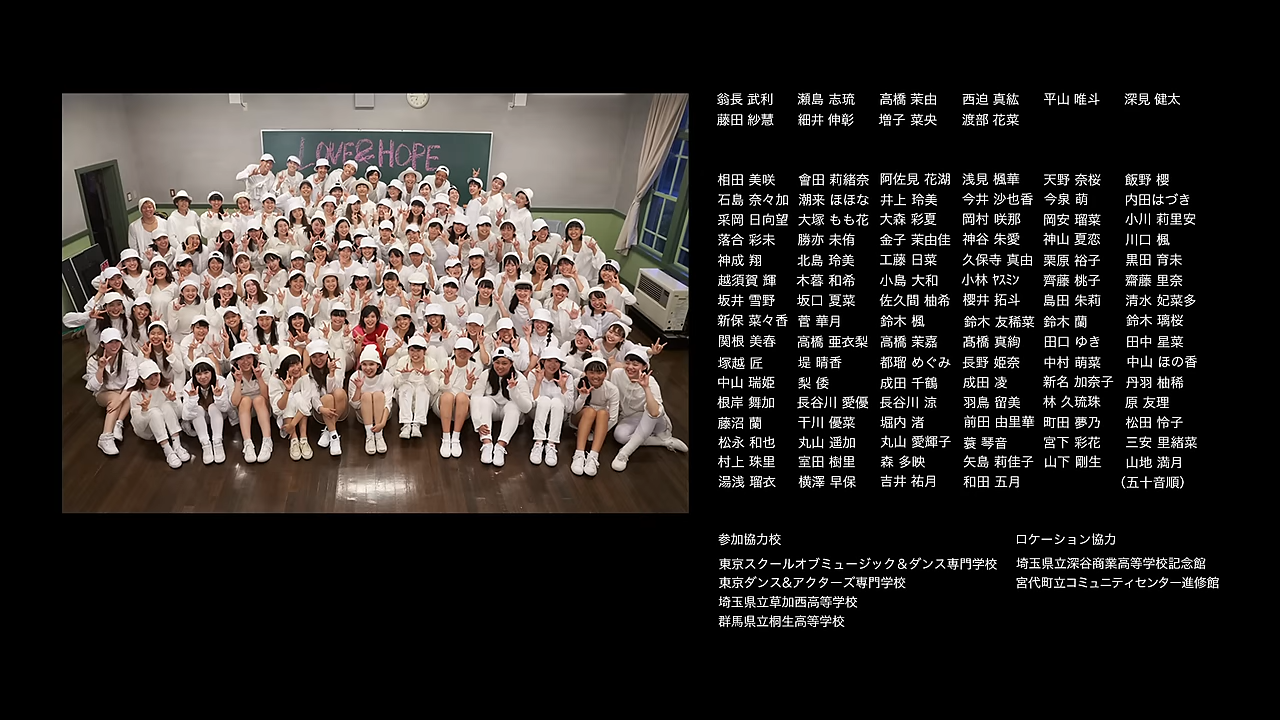 LOVE&HOPE
翁長 武利 瀬島 志琉 高橋 茉由 西迫 真紘 平山 唯斗 深見 健太
藤田 紗慧 細井 伸彰 増子 菜央 渡部 花菜
相田 美咲 會田 莉緒奈 阿佐見 花湖 浅見 楓華 天野 奈桜 飯野 櫻
石島 奈々加 潮来 ほほな 井上 玲美 今井 沙也香 今泉 萌 内田はづき
采岡 日向望 大塚 もも花 大森 彩夏 岡村 咲那 岡安 瑠菜 小川 莉里安
落合 彩未 勝亦 未侑 金子 茉由佳 神谷 朱愛 神山 夏恋 川口 楓
神成 翔 北島 玲美 工藤 日菜 久保寺 真由 栗原 裕子 黒田 育未
越須賀 輝 木暮 和希 小島 大和 小林 ヤスミン 齊藤 桃子 齋藤 里奈
坂井 雪野 坂口 夏菜 佐久間 柚希 櫻井 拓斗 島田 朱莉 清水 妃菜多
新保 菜々香 菅 華月 鈴木 楓 鈴木 友稀菜 鈴木 蘭 鈴木 璃桜
関根 美春 高橋 亜衣梨 高橋 茉嘉 髙橋 真絢 田口 ゆき 田中 星菜
塚越 匠 堤 晴香 都瑠 めぐみ 長野 姫奈 中村 萌菜 中山 ほの香
中山 瑞姫 梨 倭 成田 千鶴 成田 凌 新名 加奈子 丹羽 柚稀
根岸 舞加 長谷川 愛優 長谷川 涼 羽鳥 留美 林 久琉珠 原 友理
藤沼 蘭 干川 優菜 堀内 渚 前田 由里華 町田 夢乃 松田 怜子
松永 和也 丸山 遥加 丸山 愛輝子 蓑 琴音 宮下 彩花 三安 里緒菜
村上 珠里 室田 樹里 森 多映 矢島 莉佳子 山下 剛生 山地 満月
湯浅 瑠衣 横澤 早保 吉井 祐月 和田 五月 （五十音順）
参加協力校
東京スクールオブミュージック＆ダンス専門学校
東京ダンス&アクターズ専門学校
埼玉県立草加西高等学校
群馬県立桐生高等学校
ロケーション協力
埼玉県立深谷商業高等学校記念館
宮代町立コミュニティセンター進修館